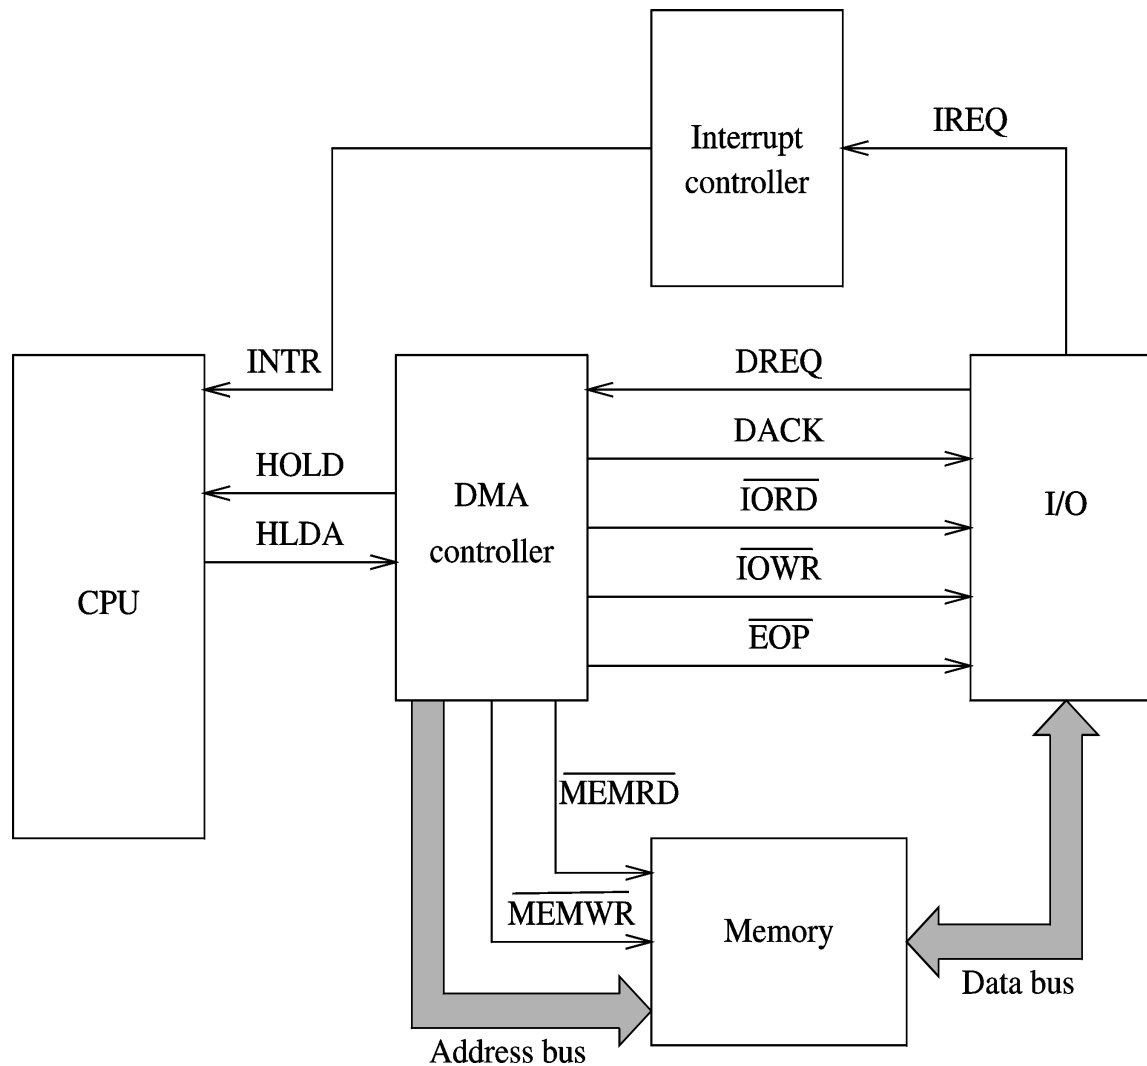 IREQ
Interrupt
controller
INTR
DREQ
DACK
HOLD
DMA
controller
IORD
I/O
HLDA
IOWR
CPU
EOP
MEMRD
MEMWR
Memory
Data bus
Address bus